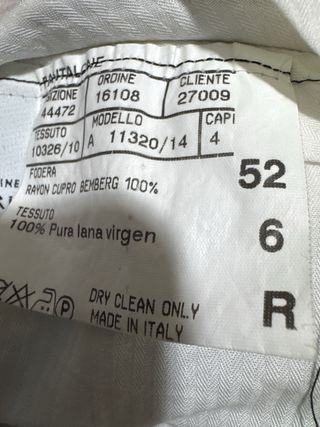 ORDINE CLIENTE
44472 16108 27009
TESSUTO MODELLO CAPI
10326/10 A 11320/14 4
FODERA
RAYON CUPRO BEMBERG 100%
52
TESSUTO
100% Pura lana virgen
6
DRY CLEAN ONLY
MADE IN ITALY
R